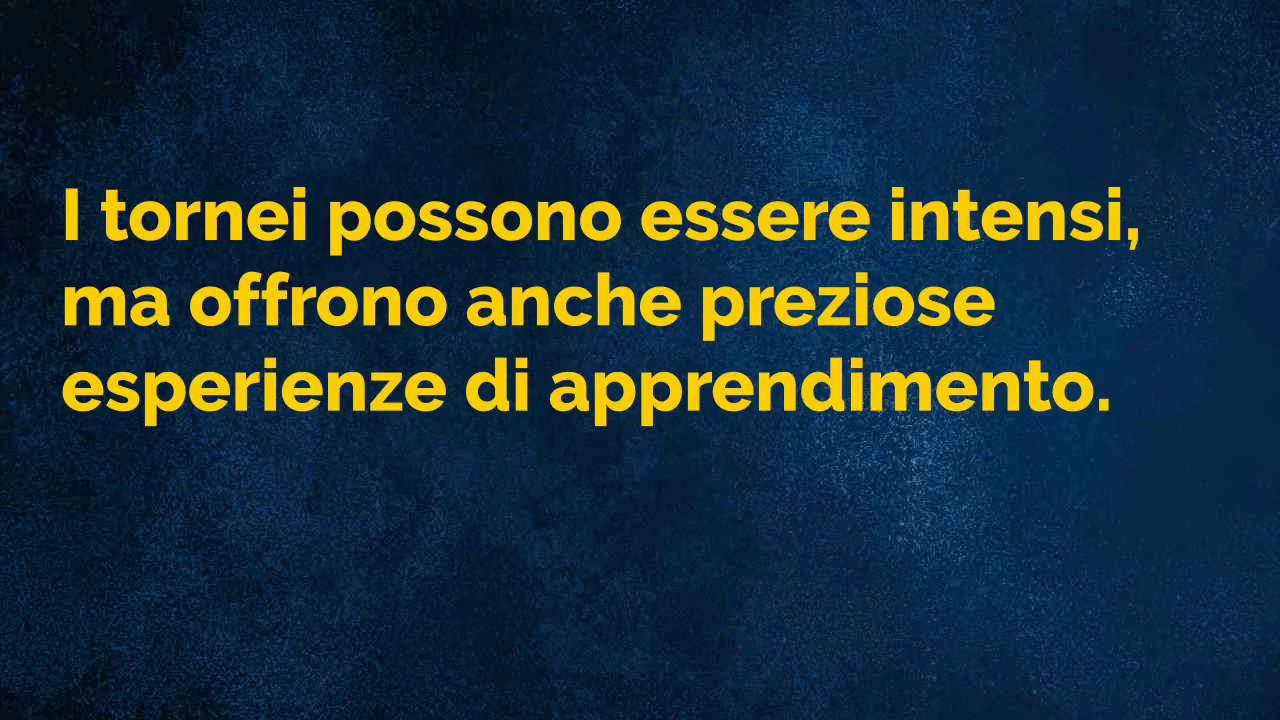 I tornei possono essere intensi,
ma offrono anche preziose
esperienze di apprendimento.